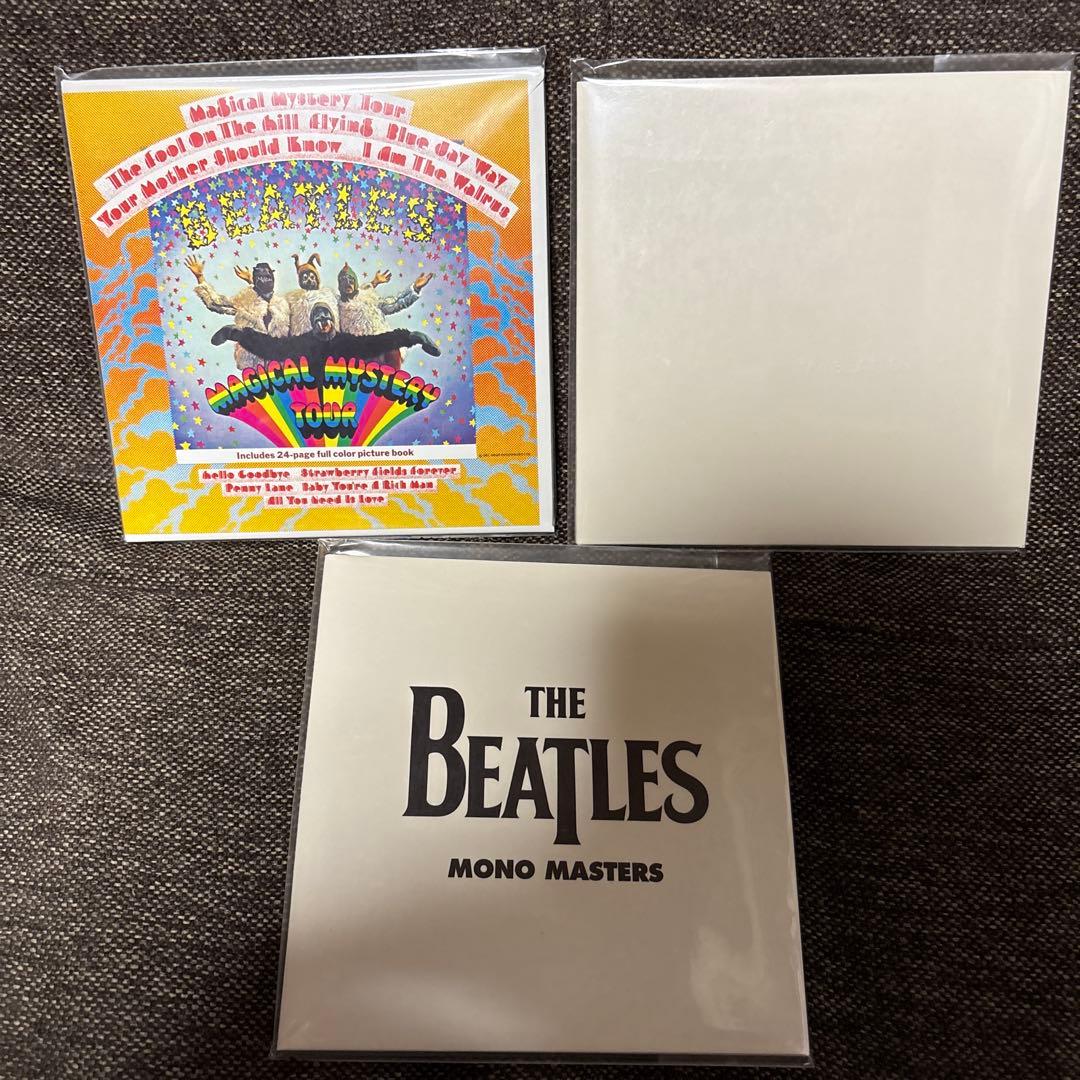 Magical Mystery Tour
The Fool On The Hill Flying Blue Jay Way
Your Mother Should Know I Am The Walrus
BEATLES
MAGICAL MYSTERY
TOUR
Includes 24-page full color picture book
Hello Goodbye Strawberry Fields Forever
Penny Lane Baby You're A Rich Man
All You Need Is Love
THE
BEATLES
MONO MASTERS